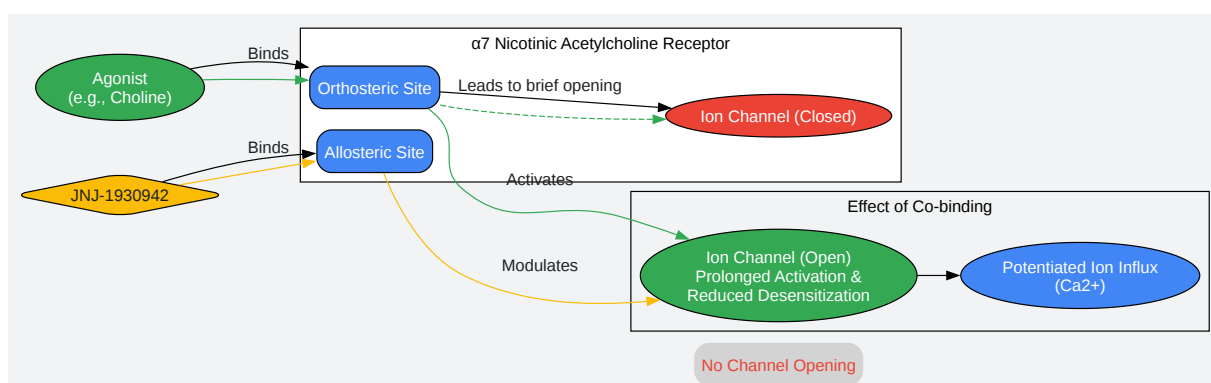 α7 Nicotinic Acetylcholine Receptor
Agonist
(e.g., Choline)
Binds
Orthosteric Site
Leads to brief opening
Ion Channel (Closed)
JNJ-1930942
Binds
Allosteric Site
Activates
Modulates
Effect of Co-binding
Ion Channel (Open)
Prolonged Activation &
Reduced Desensitization
Potentiated Ion Influx
(Ca2+)
No Channel Opening